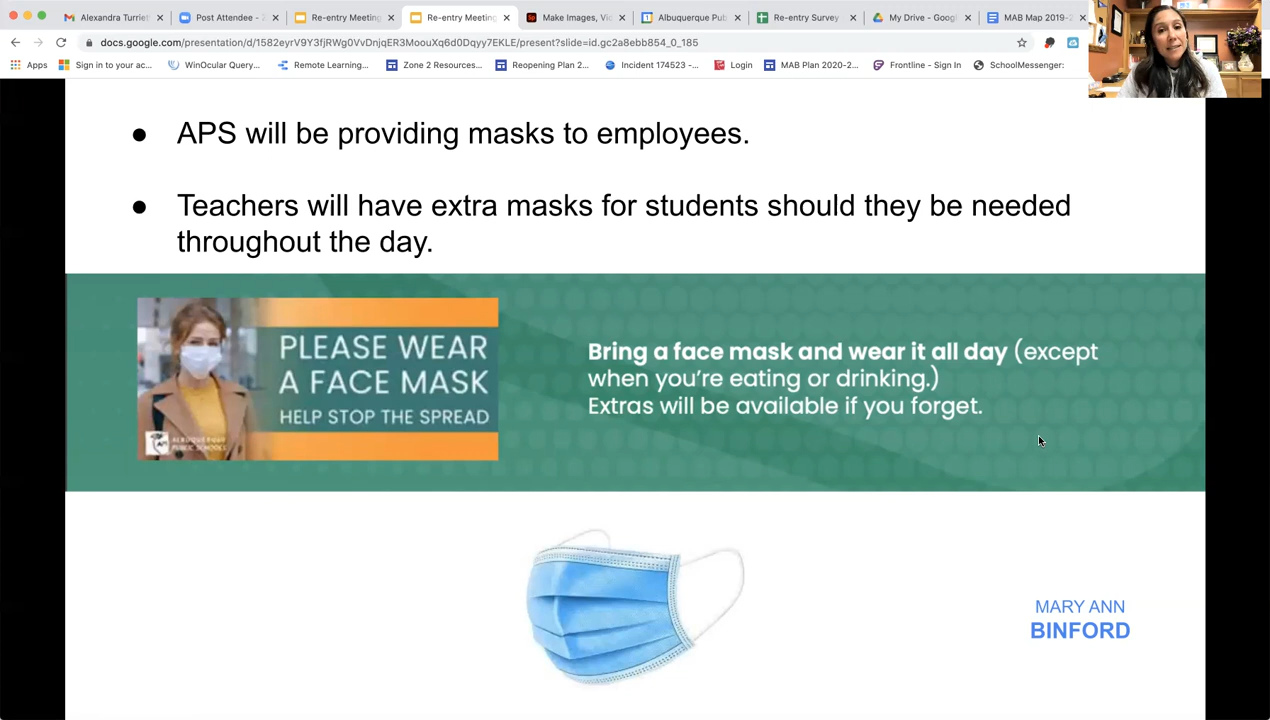 Alexandra Turriet
Post Attendee - Z
Re-entry Meeting
Re-entry Meeting
Make Images, Vid
Albuquerque Pub
Re-entry Survey
My Drive - Googl
MAB Map 2019-2
docs.google.com/presentation/d/1582eyrV9Y3fjRWg0VvDnjqER3MoouXq6d0Dqyy7EKLE/present?slide=id.gc2a8ebb854_0_185
Apps
Sign in to your ac...
WinOcular Query...
Remote Learning...
Zone 2 Resources...
Reopening Plan 2...
Incident 174523 -...
Login
MAB Plan 2020-2...
Frontline - Sign In
SchoolMessenger:
● APS will be providing masks to employees.
● Teachers will have extra masks for students should they be needed
throughout the day.
PLEASE WEAR
A FACE MASK
HELP STOP THE SPREAD
ALBUQUERQUE
PUBLIC SCHOOLS
Bring a face mask and wear it all day (except
when you're eating or drinking.)
Extras will be available if you forget.
MARY ANN
BINFORD